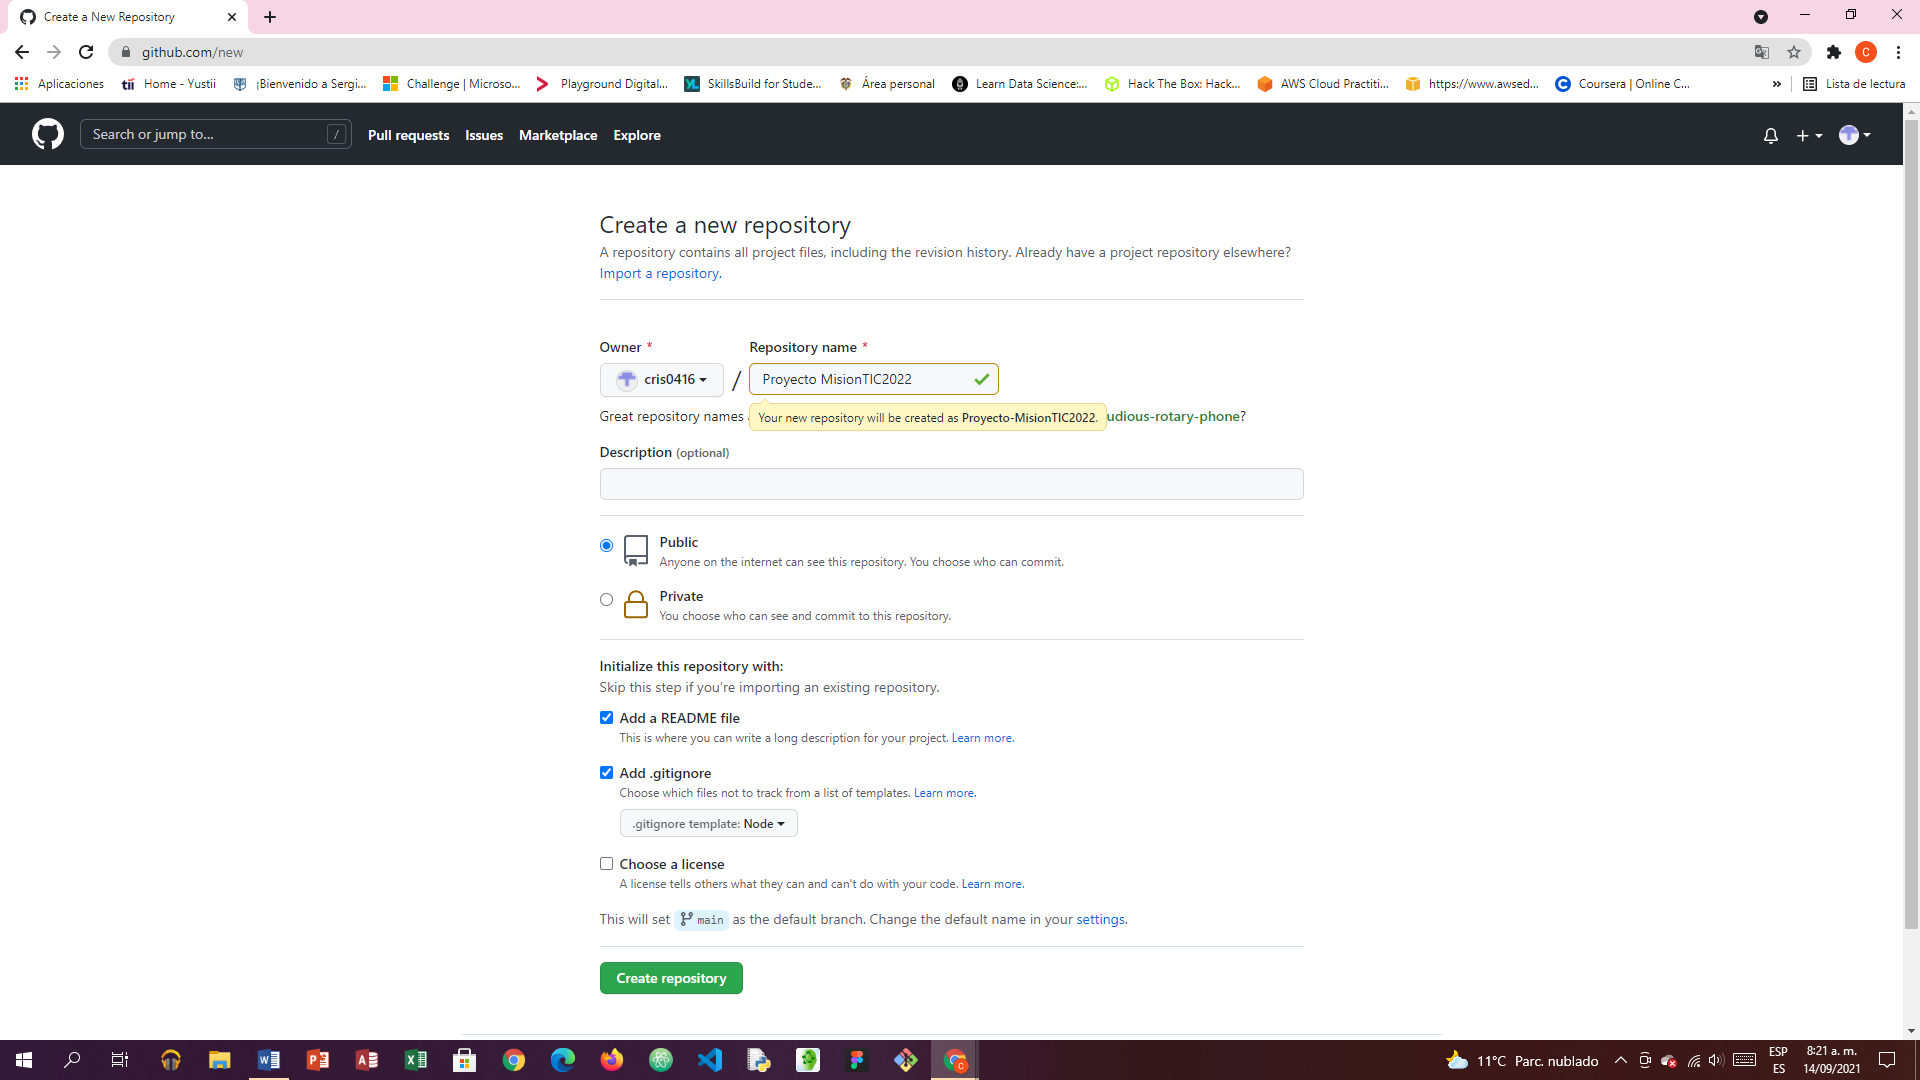 Create a New Repository
github.com/new
Aplicaciones
Home - Yustii
¡Bienvenido a Sergi...
Challenge | Microso...
Playground Digital...
SkillsBuild for Stude...
Área personal
Learn Data Science:...
Hack The Box: Hack...
AWS Cloud Practiti...
https://www.awsed...
Coursera | Online C...
»
Lista de lectura
Search or jump to...
/
Pull requests
Issues
Marketplace
Explore
Create a new repository
A repository contains all project files, including the revision history. Already have a project repository elsewhere?
Import a repository.
Owner *
Repository name *
cris0416
/
Proyecto MisionTIC2022
Great repository names
Your new repository will be created as Proyecto-MisionTIC2022.
udious-rotary-phone?
Description (optional)
Public
Anyone on the internet can see this repository. You choose who can commit.
Private
You choose who can see and commit to this repository.
Initialize this repository with:
Skip this step if you're importing an existing repository.
Add a README file
This is where you can write a long description for your project. Learn more.
Add .gitignore
Choose which files not to track from a list of templates. Learn more.
.gitignore template: Node
Choose a license
A license tells others what they can and can't do with your code. Learn more.
This will set main as the default branch. Change the default name in your settings.
Create repository
11°C Parc. nublado
ESP
ES
8:21 a. m.
14/09/2021